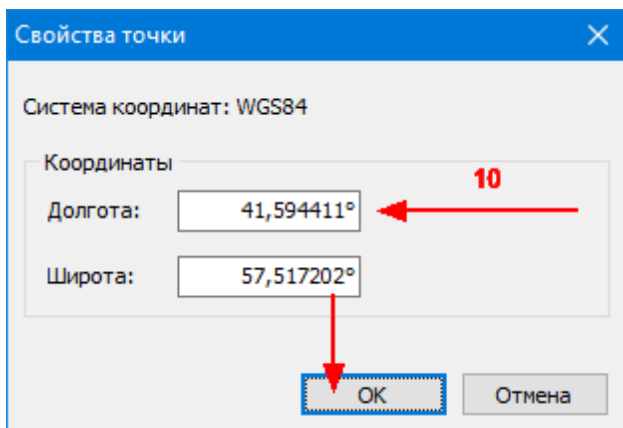 Свойства точки
Система координат: WGS84
Координаты
10
Долгота: 41,594411°
Широта: 57,517202°
OK Отмена